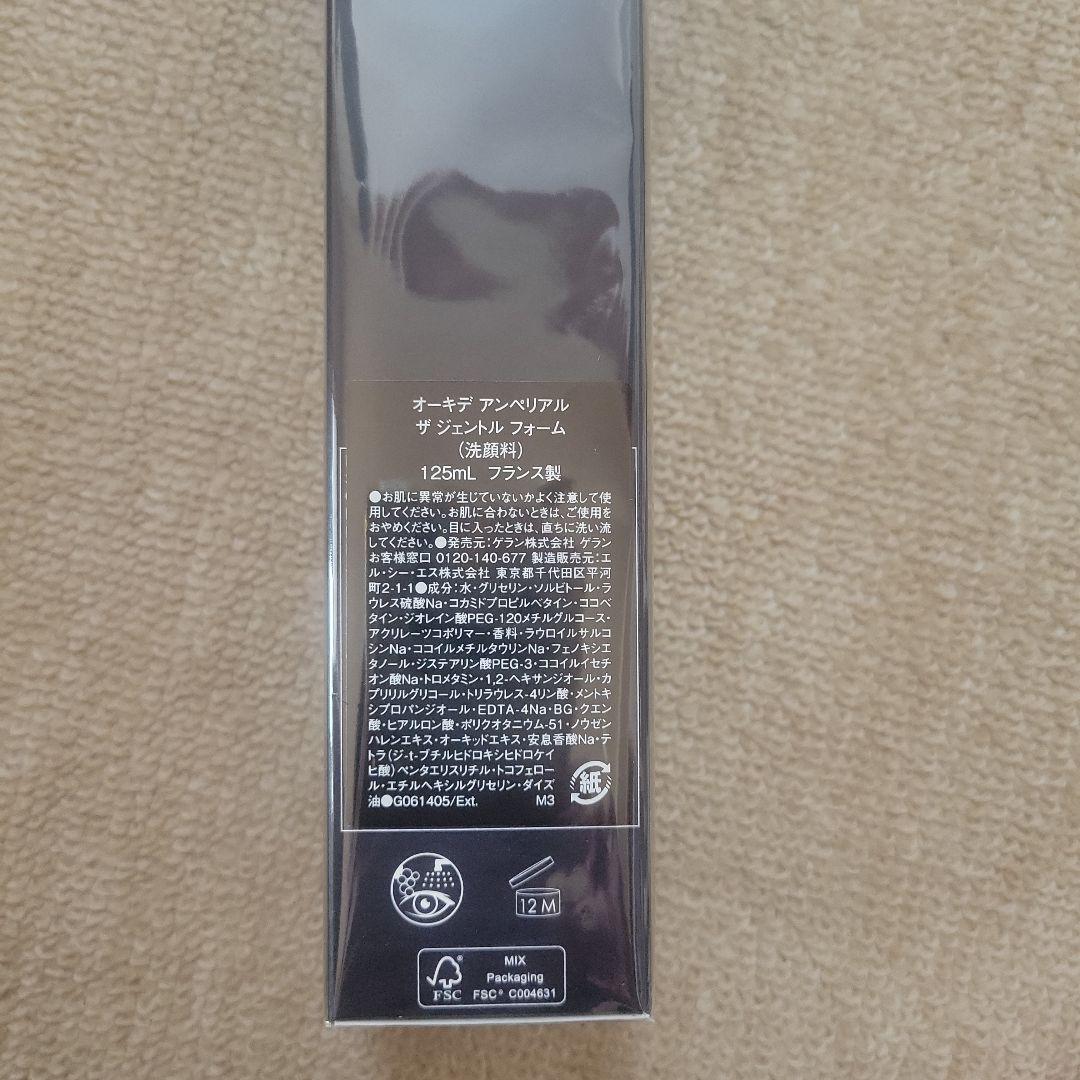 オーキデ アンペリアル
ザ ジェントル フォーム
(洗顔料)
125mL フランス製
●お肌に異常が生じていないかよく注意して使
用してください。お肌に合わないときは、ご使用を
おやめください。目に入ったときは、直ちに洗い流
してください。●発売元:ゲラン株式会社 ゲラン
お客様窓口 0120-140-677 製造販売元:エ
ル・シー・エス株式会社 東京都千代田区平河
町2-1-1●成分:水・グリセリン・ソルビトール・ラ
ウレス硫酸Na・コカミドプロピルベタイン・ココベ
タイン・ジオレイン酸PEG-120メチルグルコース・
アクリレーツコポリマー・香料・ラウロイルサルコ
シンNa・ココイルメチルタウリンNa・フェノキシエ
タノール・ジステアリン酸PEG-3・ココイルイセチ
オン酸Na・トロメタミン・1,2-ヘキサンジオール・カ
プリリルグリコール・トリラウレス-4リン酸・メントキ
シプロパンジオール・EDTA-4Na・BG・クエン
酸・ヒアルロン酸・ポリクオタニウム-51・ノウゼン
ハレンエキス・オーキッドエキス・安息香酸Na・テ
トラ(ジ-t-ブチルヒドロキシヒドロケイ
ヒ酸)ペンタエリスリチル・トコフェロー
ル・エチルヘキシルグリセリン・ダイズ
油●G061405/Ext. M3
紙
12 M
FSC
MIX
Packaging
FSC® C004631